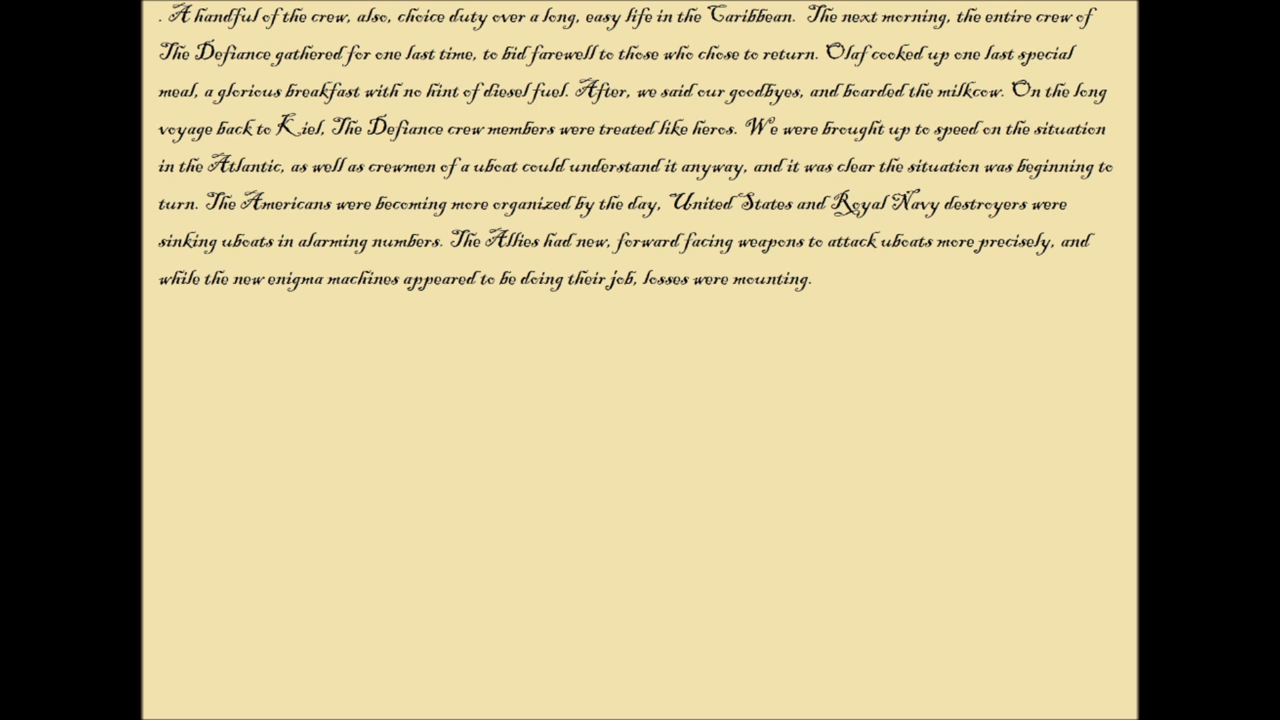 . A handful of the crew, also, choice duty over a long, easy life in the Caribbean. The next morning, the entire crew of
The Defiance gathered for one last time, to bid farewell to those who chose to return. Olaf cooked up one last special
meal, a glorious breakfast with no hint of diesel fuel. After, we said our goodbyes, and boarded the milkcow. On the long
voyage back to Kiel, The Defiance crew members were treated like heros. We were brought up to speed on the situation
in the Atlantic, as well as crewmen of a uboat could understand it anyway, and it was clear the situation was beginning to
turn. The Americans were becoming more organized by the day, United States and Royal Navy destroyers were
sinking uboats in alarming numbers. The Allies had new, forward facing weapons to attack uboats more precisely, and
while the new enigma machines appeared to be doing their job, losses were mounting.